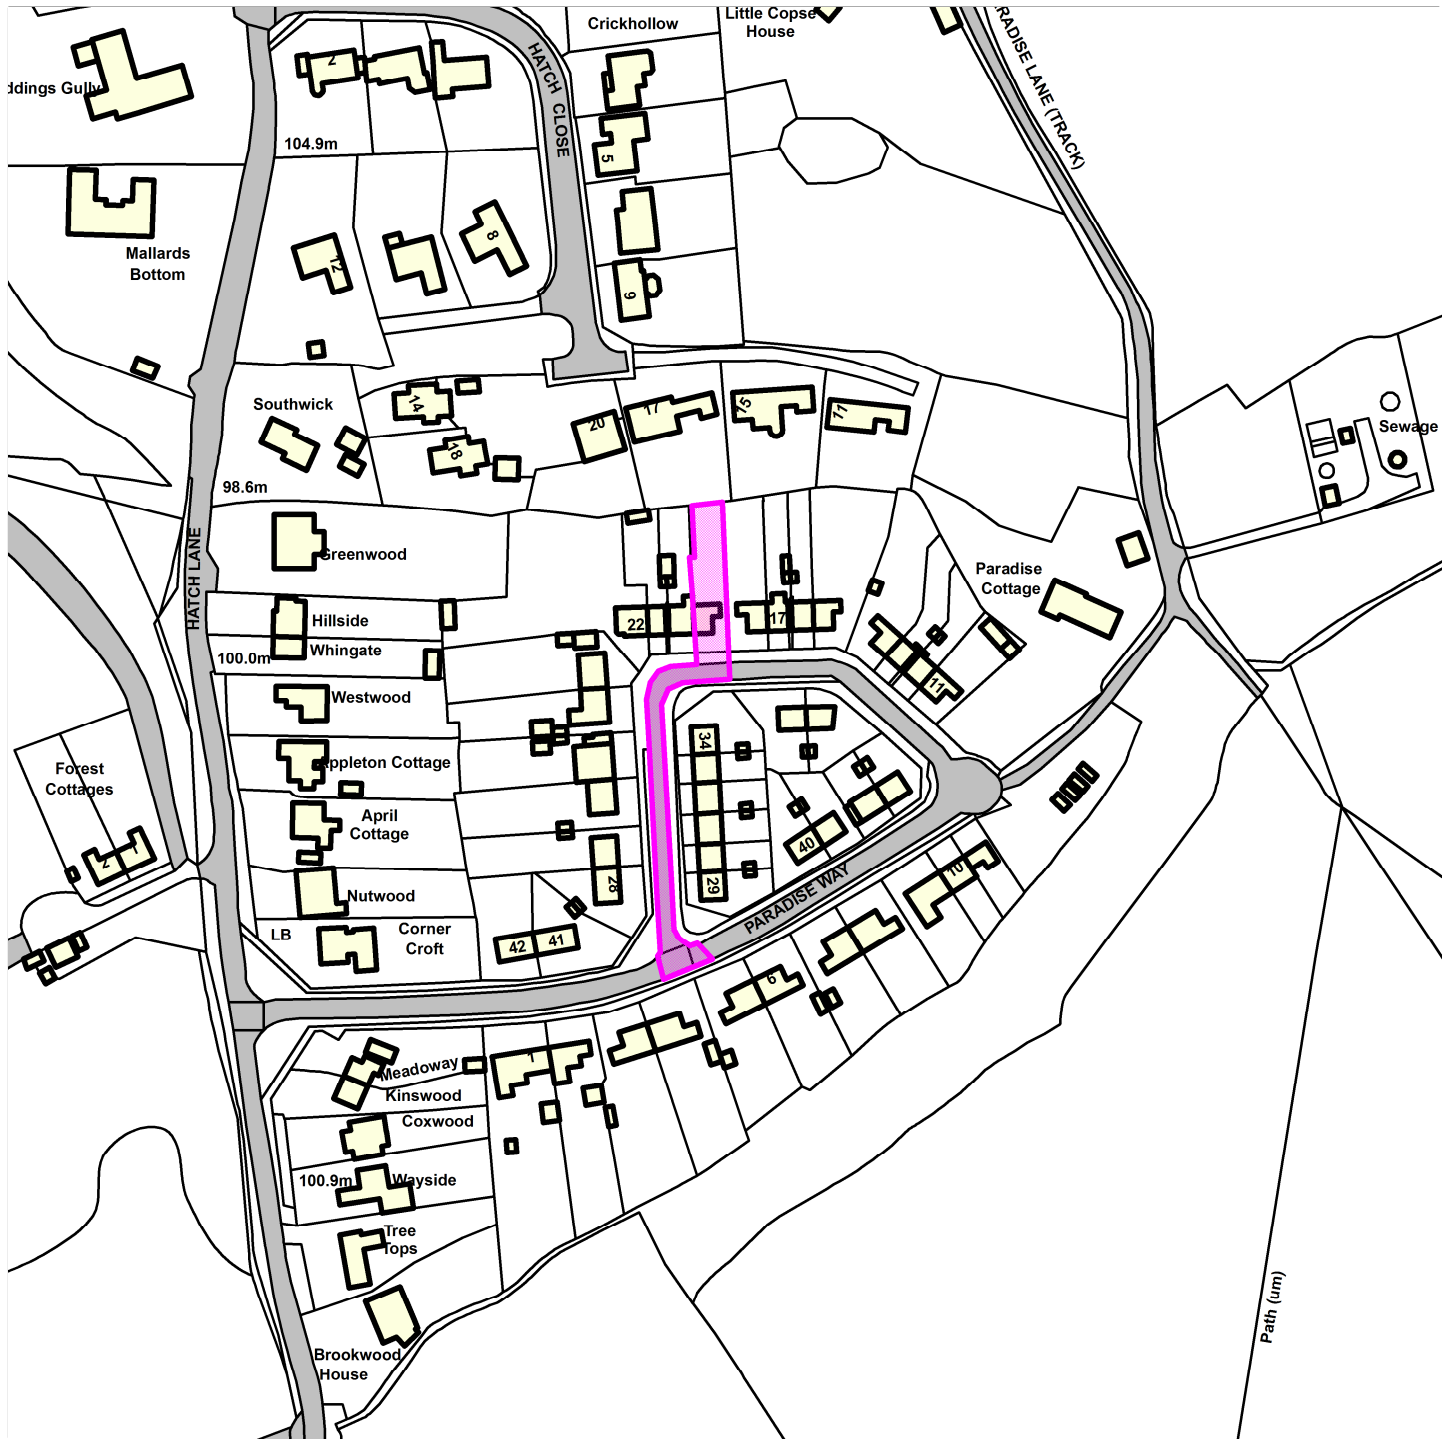 Crickhollow
Little Copse
House
RADISE LANE (TRACK)
HATCH CLOSE
ddings Gully
2
104.9m
5
Mallards
Bottom
12
8
9
Southwick
14
18
20
17
15
11
Sewage
98.6m
HATCH LANE
Greenwood
Paradise
Cottage
Hillside
Whingate
100.0m
22
17
11
Westwood
34
Forest
Cottages
Appleton Cottage
April
Cottage
2
1
40
10
Nutwood
28
29
PARADISE WAY
LB
Corner
Croft
42
41
6
1
Meadoway
Kinswood
Coxwood
100.9m
Wayside
Tree
Tops
Path (um)
Brookwood
House